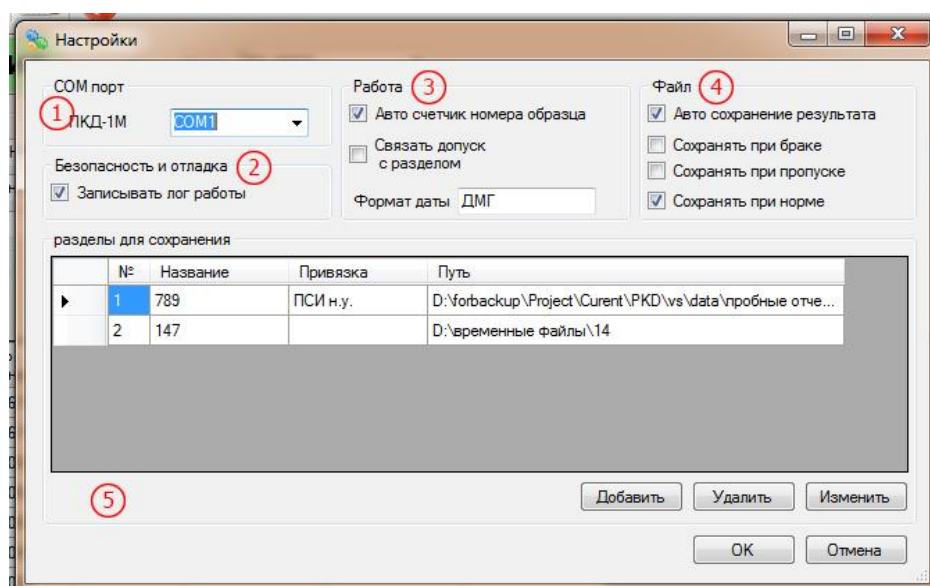 Настройки
COM порт
1
ПКД-1М COM1
Безопасность и отладка 2
Записывать лог работы
Работа 3
Авто счетчик номера образца
Связать допуск
с разделом
Формат даты ДМГ
Файл 4
Авто сохранение результата
Сохранять при браке
Сохранять при пропуске
Сохранять при норме
разделы для сохранения
№ Название Привязка Путь
1 789 ПСИ н.у. D:\forbackup\Project\Curent\PKD\vs\data\пробные отче...
2 147 D:\временные файлы\14
5
Добавить Удалить Изменить
OK Отмена